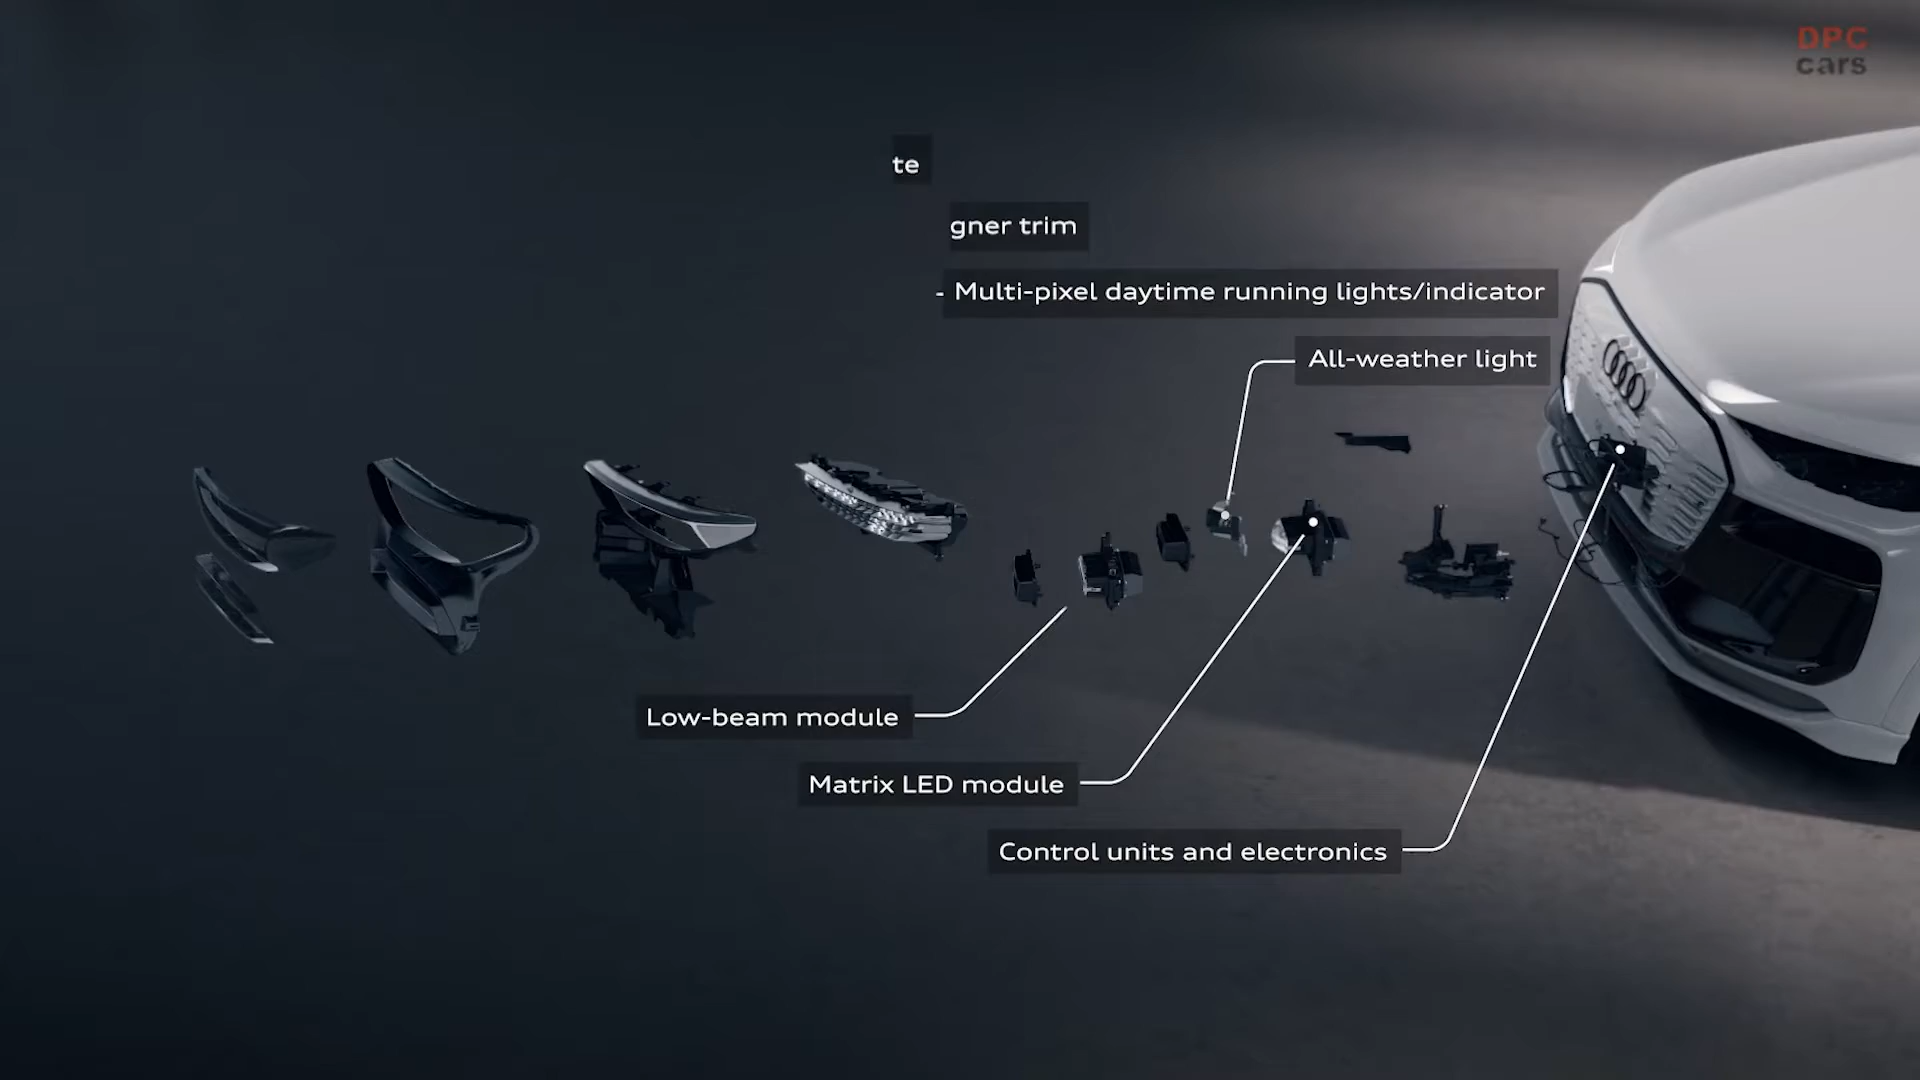 DPC
cars
te
gner trim
- Multi-pixel daytime running lights/indicator
All-weather light
Low-beam module
Matrix LED module
Control units and electronics